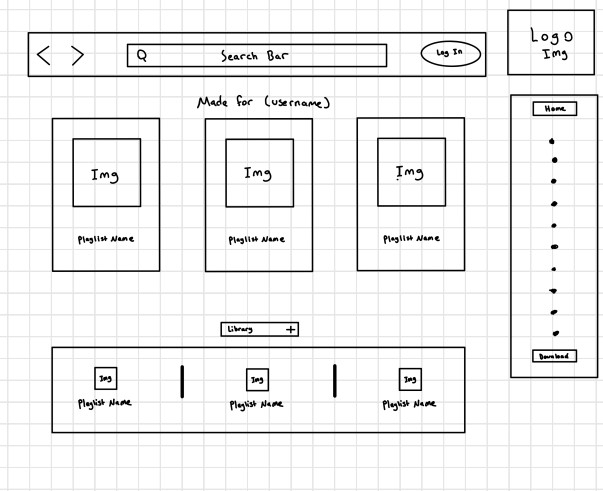 Search Bar
Log In
Logo
Img
Made for (username)
Img
Img
Img
Playlist Name
Playlist Name
Playlist Name
Home
Download
Library +
Img
Img
Img
Playlist Name
Playlist Name
Playlist Name